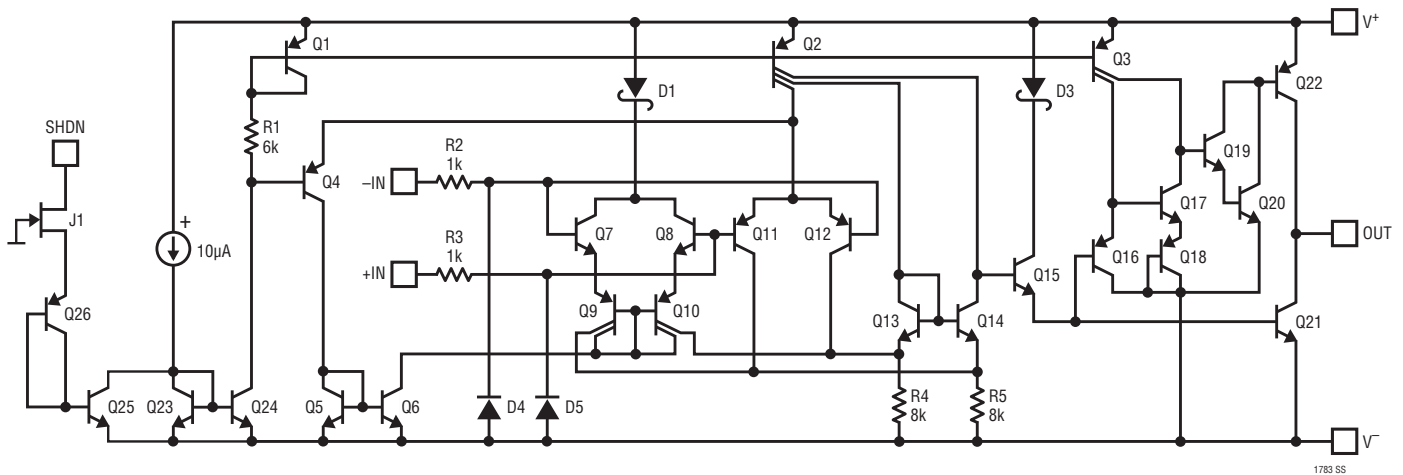 V+
Q1
Q2
Q3
Q22
D1
D3
SHDN
R1
6k
R2
1k
Q19
–IN
Q4
Q17
Q20
J1
+
10µA
R3
1k
Q7
Q8
Q11
Q12
OUT
+IN
Q16
Q18
Q15
Q26
Q9
Q10
Q13
Q14
Q21
Q25
Q23
Q24
Q5
Q6
D4
D5
R4
8k
R5
8k
V–
1783 SS